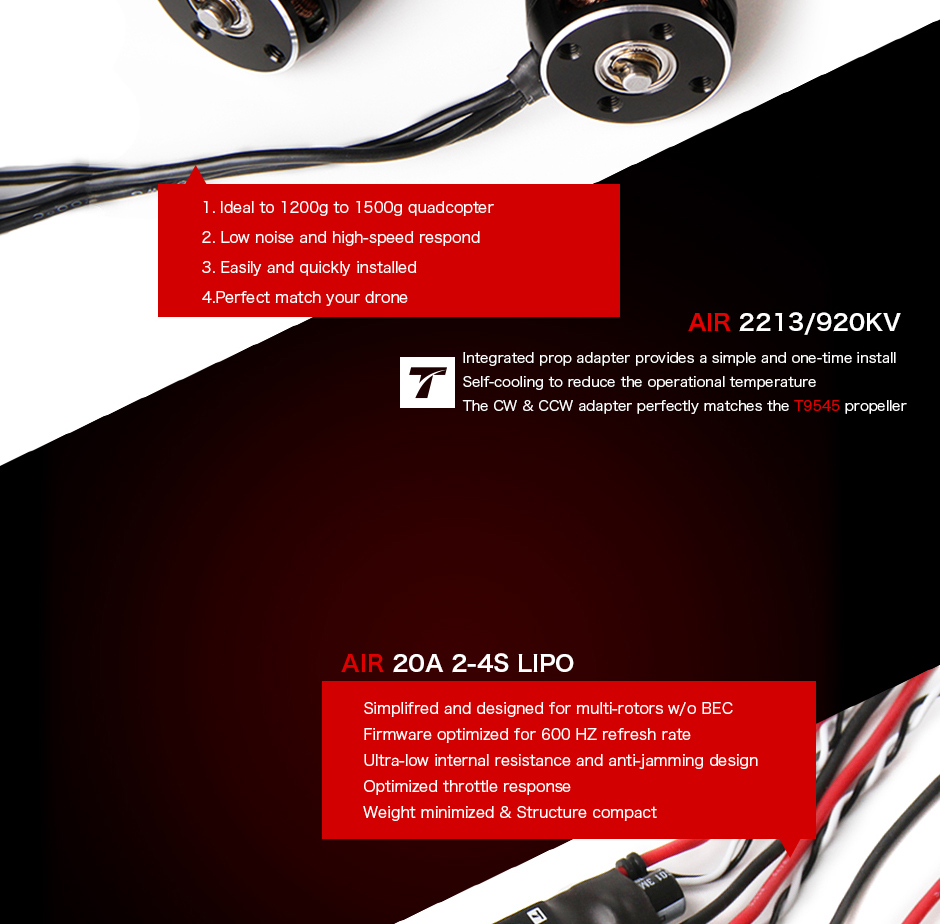 1. Ideal to 1200g to 1500g quadcopter
2. Low noise and high-speed respond
3. Easily and quickly installed
4.Perfect match your drone
AIR 2213/920KV
Integrated prop adapter provides a simple and one-time install
Self-cooling to reduce the operational temperature
The CW & CCW adapter perfectly matches the T9545 propeller
AIR 20A 2-4S LIPO
Simplifred and designed for multi-rotors w/o BEC
Firmware optimized for 600 HZ refresh rate
Ultra-low internal resistance and anti-jamming design
Optimized throttle response
Weight minimized & Structure compact